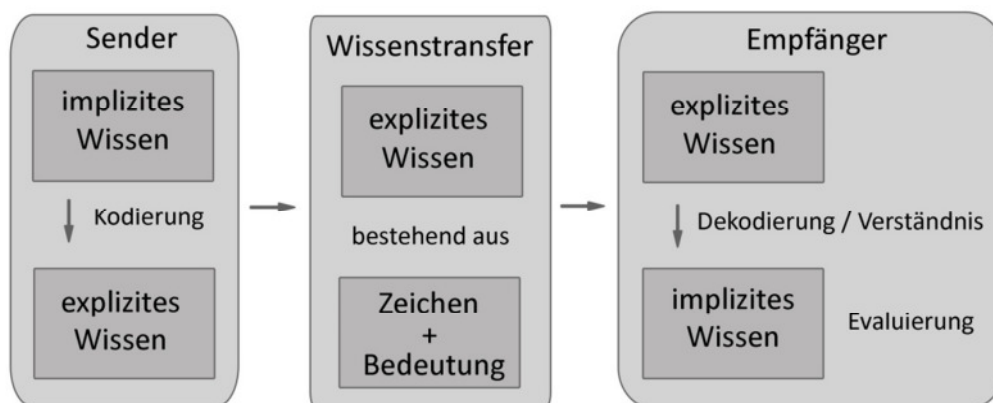 Sender
implizites
Wissen
Kodierung
explizites
Wissen
Wissenstransfer
explizites
Wissen
bestehend aus
Zeichen
+
Bedeutung
Empfänger
explizites
Wissen
Dekodierung / Verständnis
implizites
Wissen
Evaluierung